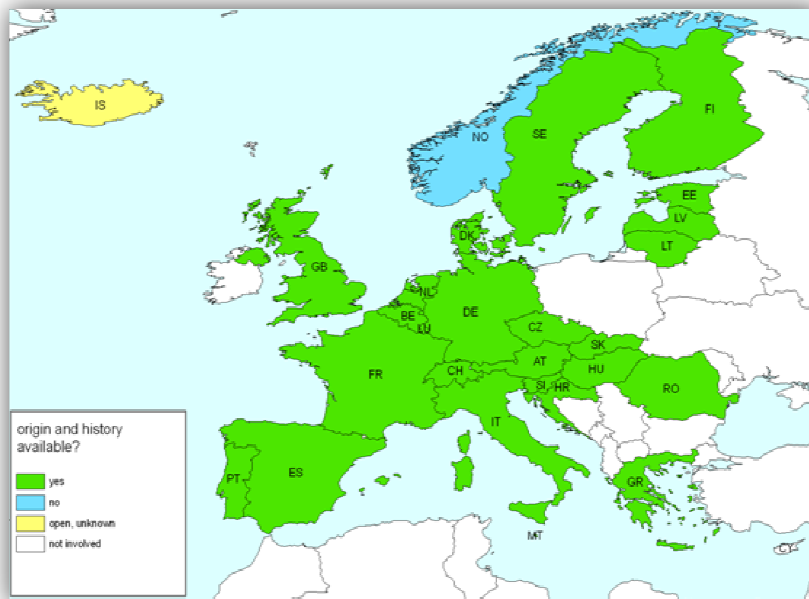 IS
NO
SE
FI
EE
LV
LT
DK
GB
NL
BE
LU
DE
CZ
SK
AT
HU
CH
FR
SI
HR
RO
IT
PT
ES
GR
MT
CY
origin and history
available?
yes
no
open, unknown
not involved